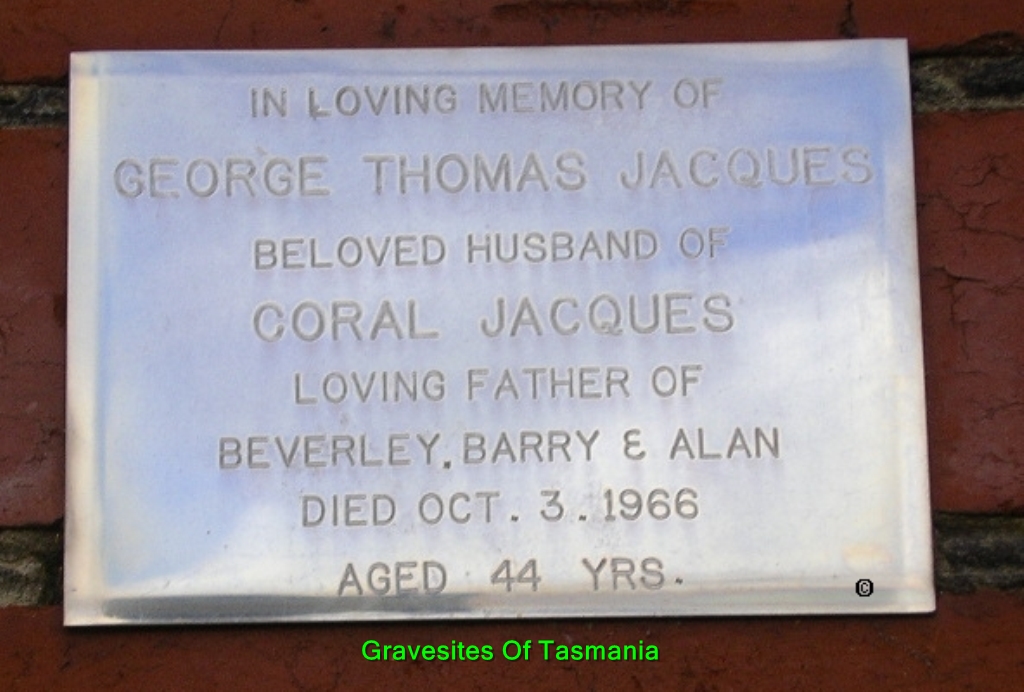 IN LOVING MEMORY OF
GEORGE THOMAS JACQUES
BELOVED HUSBAND OF
CORAL JACQUES
LOVING FATHER OF
BEVERLEY, BARRY & ALAN
DIED OCT. 3. 1966
AGED 44 YRS.
©
Gravesites Of Tasmania